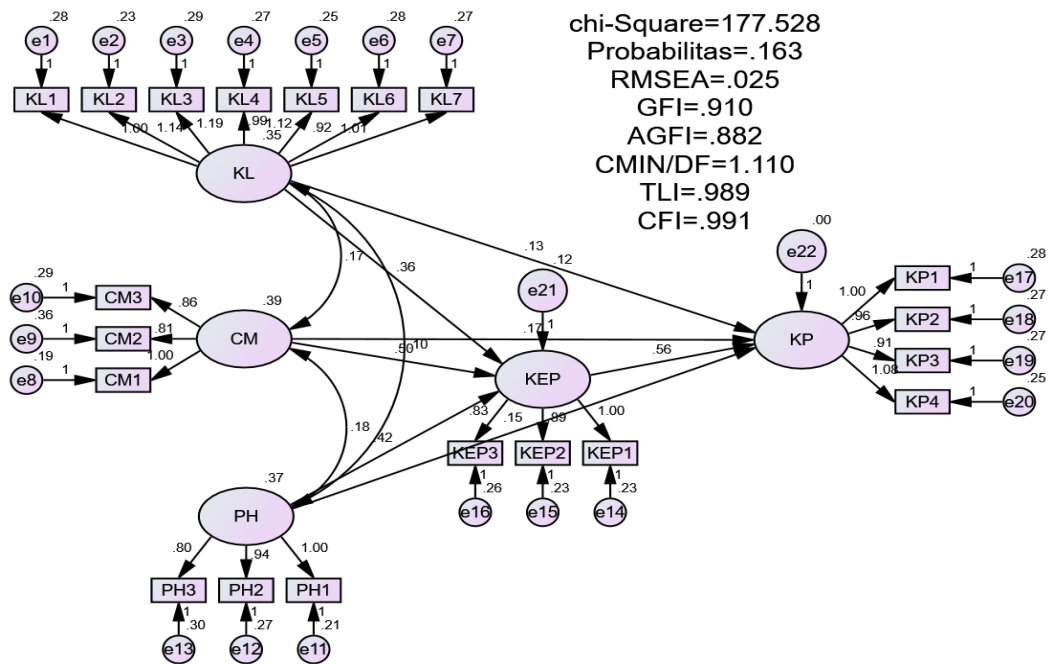 .28 .23 .29 .27 .25 .28 .27
e1 e2 e3 e4 e5 e6 e7
1 1 1 1 1 1 1
KL1 KL2 KL3 KL4 KL5 KL6 KL7
1.00 1.14 1.19 .99 1.12 .92 1.01
.35
KL
chi-Square=177.528
Probabilitas=.163
RMSEA=.025
GFI=.910
AGFI=.882
CMIN/DF=1.110
TLI=.989
CFI=.991
.17 .36 .13 .12
.00
e22
1
.29
e10 1 CM3 .86
.36
e9 1 CM2 .81
.19
e8 1 CM1 1.00
.39
CM
e21
1
.17
.50 .10
KEP
.56
KP
1.00 KP1 1 .28 e17
.96 KP2 1 .27 e18
.91 KP3 1 .27 e19
1.08 KP4 1 .25 e20
.18 .42
.83 .15 .89 1.00
KEP3 KEP2 KEP1
1 1 1
.26 .23 .23
e16 e15 e14
.37
PH
.80 .94 1.00
PH3 PH2 PH1
1 1 1
.30 .27 .21
e13 e12 e11